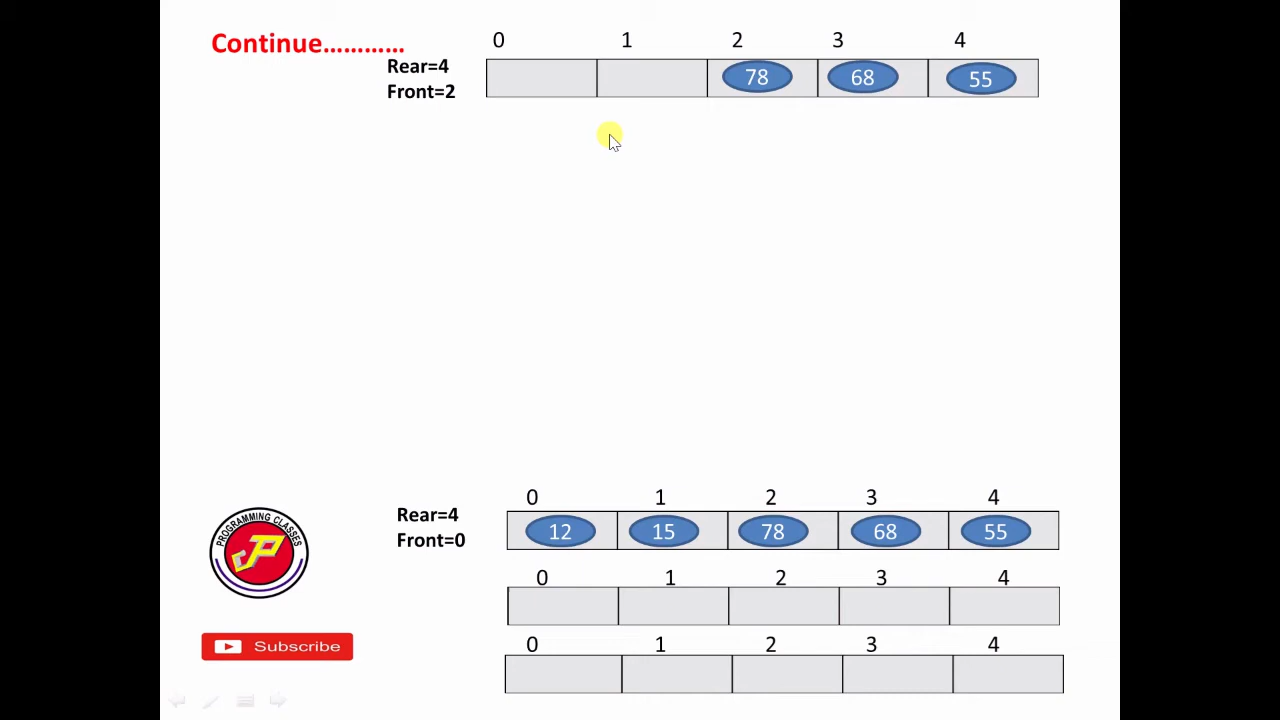 Continue…………
0 1 2 3 4
Rear=4
Front=2
78 68 55
0 1 2 3 4
Rear=4
Front=0
12 15 78 68 55
PROGRAMMING CLASSES
JP
0 1 2 3 4
Subscribe
0 1 2 3 4